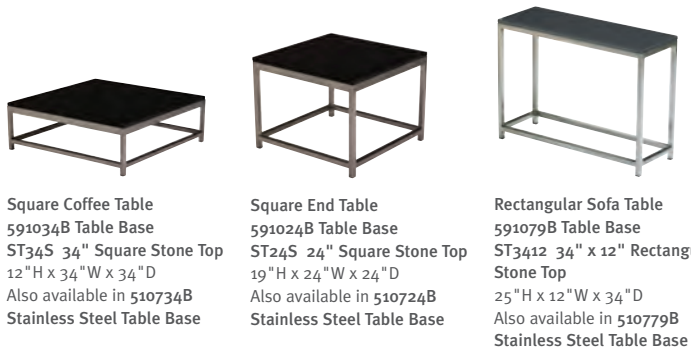 Square Coffee Table
591034B Table Base
ST34S 34" Square Stone Top
12"H x 34"W x 34"D
Also available in 510734B
Stainless Steel Table Base
Square End Table
591024B Table Base
ST24S 24" Square Stone Top
19"H x 24"W x 24"D
Also available in 510724B
Stainless Steel Table Base
Rectangular Sofa Table
591079B Table Base
ST3412 34" x 12"
Stone Top
25"H x 12"W x 34"D
Also available in 510779B
Stainless Steel Table Base